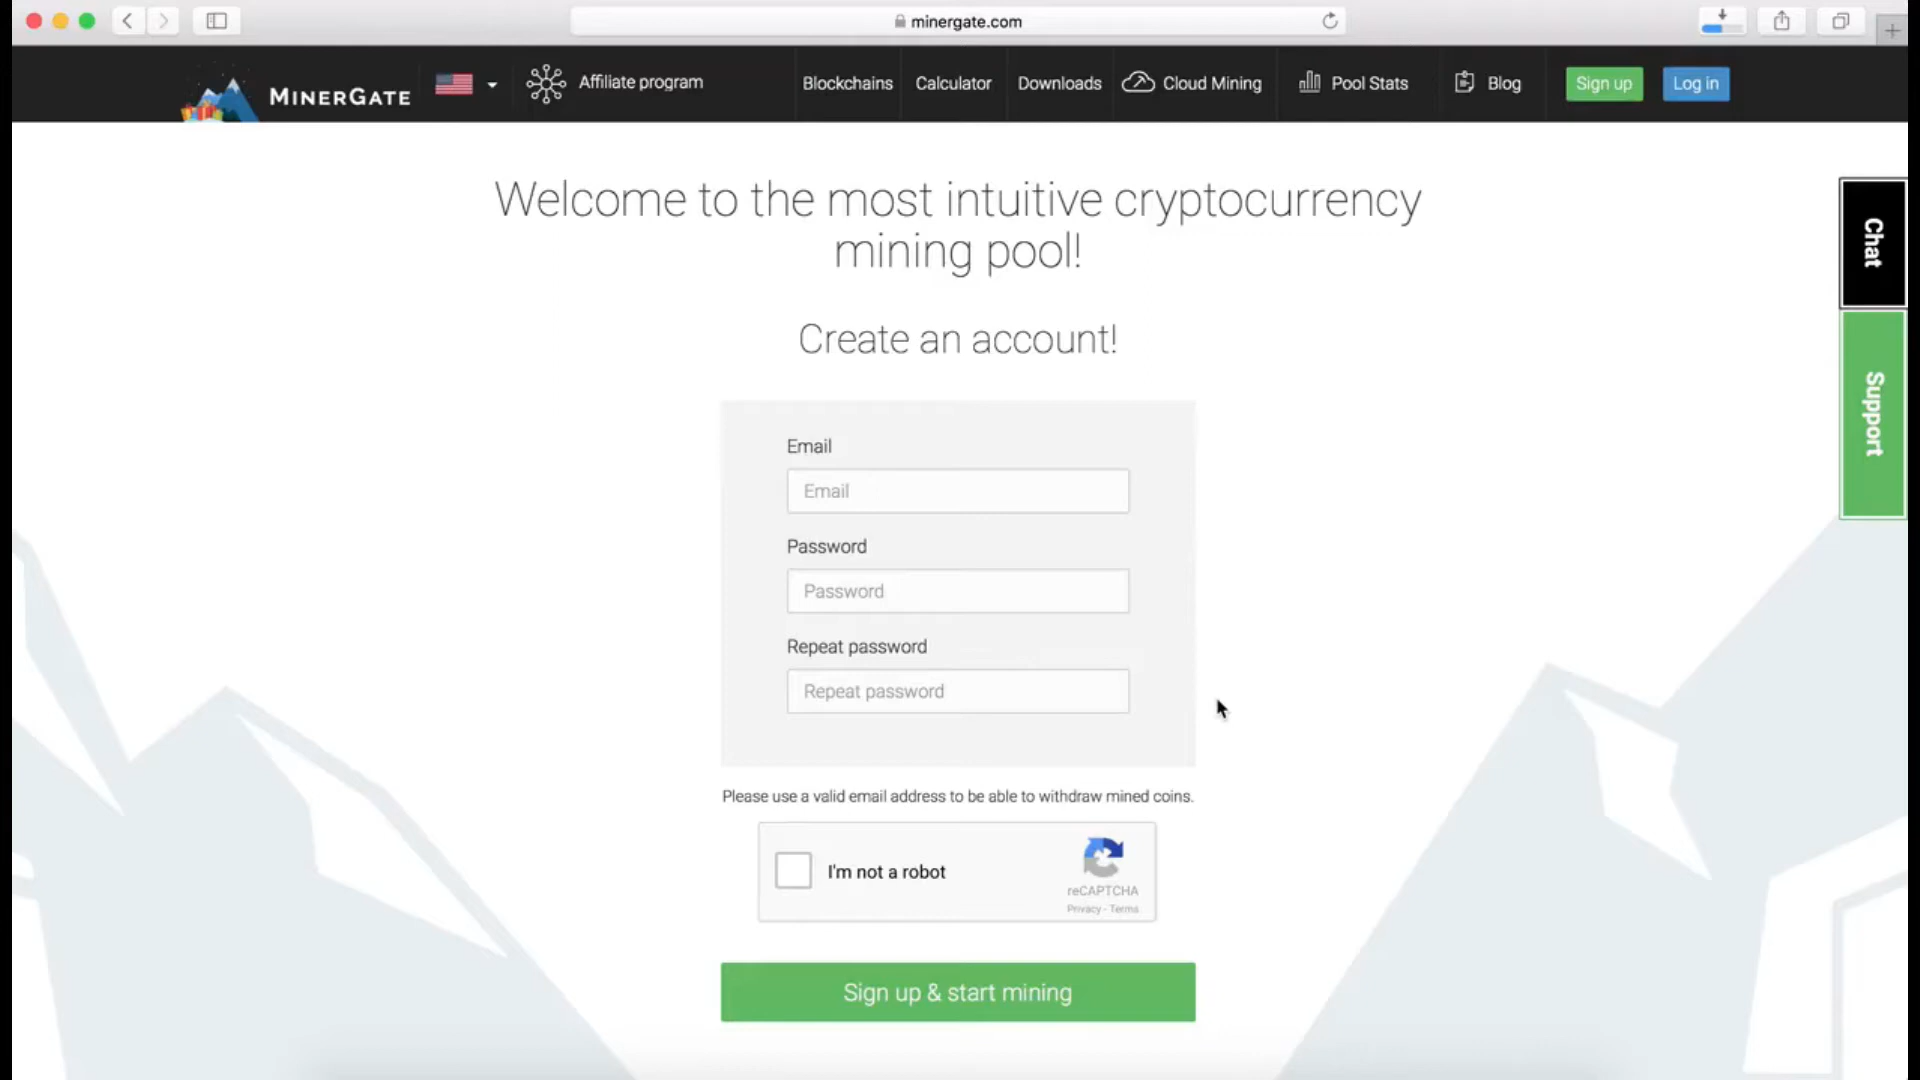 minergate.com
MINERGATE
Affiliate program
Blockchains
Calculator
Downloads
Cloud Mining
Pool Stats
Blog
Sign up
Log in
Welcome to the most intuitive cryptocurrency
mining pool!
Create an account!
Chat
Support
Email
Email
Password
Password
Repeat password
Repeat password
Please use a valid email address to be able to withdraw mined coins.
I'm not a robot
reCAPTCHA
Privacy - Terms
Sign up & start mining